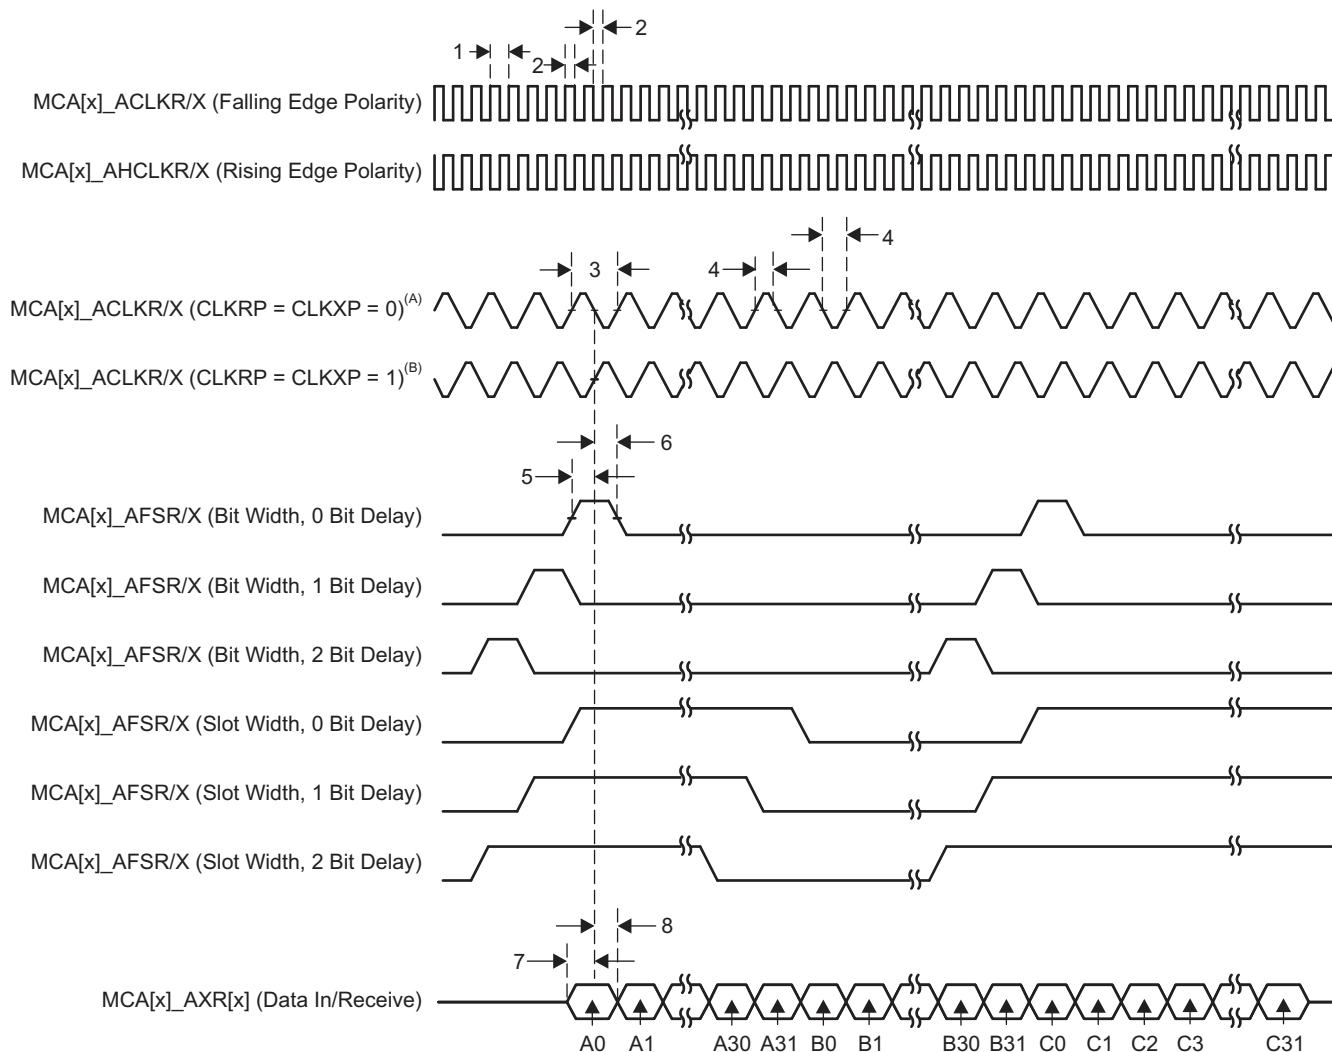 2
1
2
MCA[x]_ACLKR/X (Falling Edge Polarity)
MCA[x]_AHCLKR/X (Rising Edge Polarity)
4
3
4
MCA[x]_ACLKR/X (CLKRP = CLKXP = 0)(A)
MCA[x]_ACLKR/X (CLKRP = CLKXP = 1)(B)
6
5
MCA[x]_AFSR/X (Bit Width, 0 Bit Delay)
MCA[x]_AFSR/X (Bit Width, 1 Bit Delay)
MCA[x]_AFSR/X (Bit Width, 2 Bit Delay)
MCA[x]_AFSR/X (Slot Width, 0 Bit Delay)
MCA[x]_AFSR/X (Slot Width, 1 Bit Delay)
MCA[x]_AFSR/X (Slot Width, 2 Bit Delay)
8
7
MCA[x]_AXR[x] (Data In/Receive)
A0 A1 A30 A31 B0 B1 B30 B31 C0 C1 C2 C3 C31